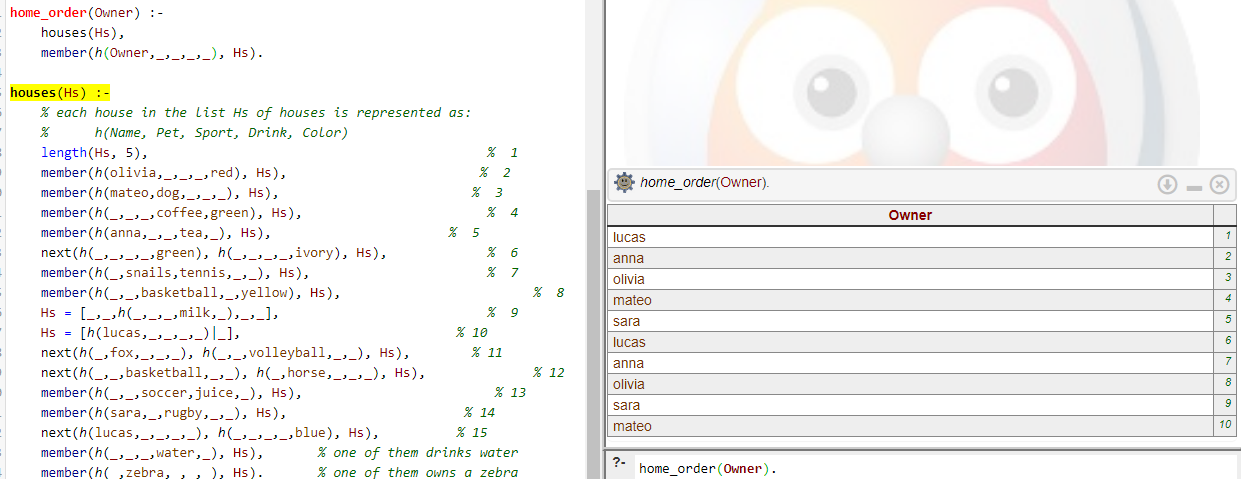 home_order(Owner) :-
houses(Hs),
member(h(Owner,_,_,_,_), Hs).
houses(Hs) :-
% each house in the list Hs of houses is represented as:
%      h(Name, Pet, Sport, Drink, Color)
length(Hs, 5), % 1
member(h(olivia,_,_,_,red), Hs), % 2
member(h(mateo,dog,_,_,_), Hs), % 3
member(h(_,_,_,coffee,green), Hs), % 4
member(h(anna,_,_,tea,_), Hs), % 5
next(h(_,_,_,_,green), h(_,_,_,_,ivory), Hs), % 6
member(h(_,snails,tennis,_,_), Hs), % 7
member(h(_,_,basketball,_,yellow), Hs), % 8
Hs = [_,_,h(_,_,_,milk,_),_,_], % 9
Hs = [h(lucas,_,_,_,_)|_], % 10
next(h(_,fox,_,_,_), h(_,_,volleyball,_,_), Hs), % 11
next(h(_,_,basketball,_,_), h(_,horse,_,_,_), Hs), % 12
member(h(_,_,soccer,juice,_), Hs), % 13
member(h(sara,_,rugby,_,_), Hs), % 14
next(h(lucas,_,_,_,_), h(_,_,_,_,blue), Hs), % 15
member(h(_,_,_,water,_), Hs), % one of them drinks water
member(h(_,zebra,_,_,_), Hs). % one of them owns a zebra
home_order(Owner).
Owner
lucas 1
anna 2
olivia 3
mateo 4
sara 5
lucas 6
anna 7
olivia 8
sara 9
mateo 10
?- home_order(Owner).